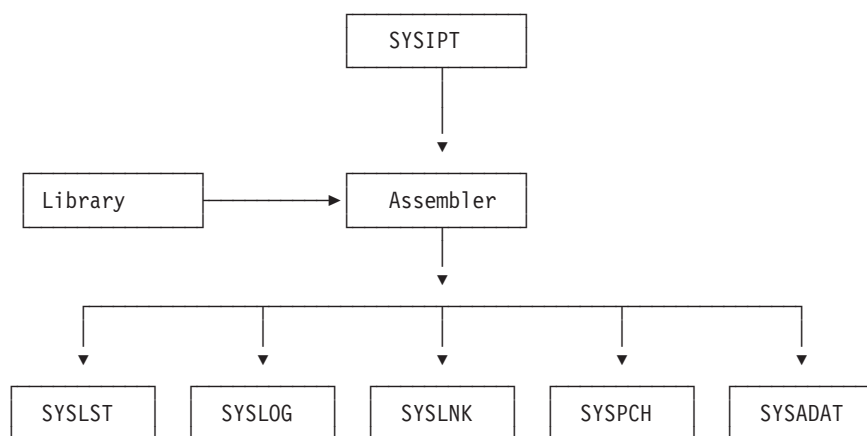 SYSIPT
Library
Assembler
SYSLST
SYSLOG
SYSLNK
SYSPCH
SYSADAT